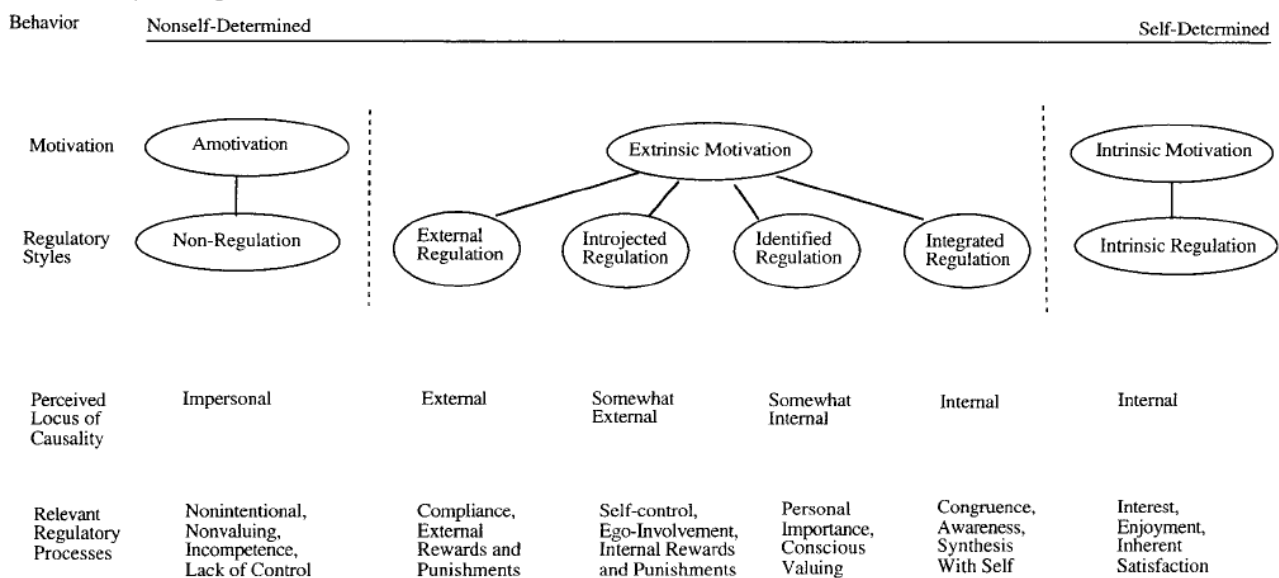 Behavior Nonself-Determined Self-Determined
Motivation Amotivation Extrinsic Motivation Intrinsic Motivation
Regulatory
Styles
Non-Regulation
External
Regulation
Introjected
Regulation
Identified
Regulation
Integrated
Regulation
Intrinsic Regulation
Perceived
Locus of
Causality
Impersonal
External
Somewhat
External
Somewhat
Internal
Internal
Internal
Relevant
Regulatory
Processes
Nonintentional,
Nonvaluing,
Incompetence,
Lack of Control
Compliance,
External
Rewards and
Punishments
Self-control,
Ego-Involvement,
Internal Rewards
and Punishments
Personal
Importance,
Conscious
Valuing
Congruence,
Awareness,
Synthesis
With Self
Interest,
Enjoyment,
Inherent
Satisfaction